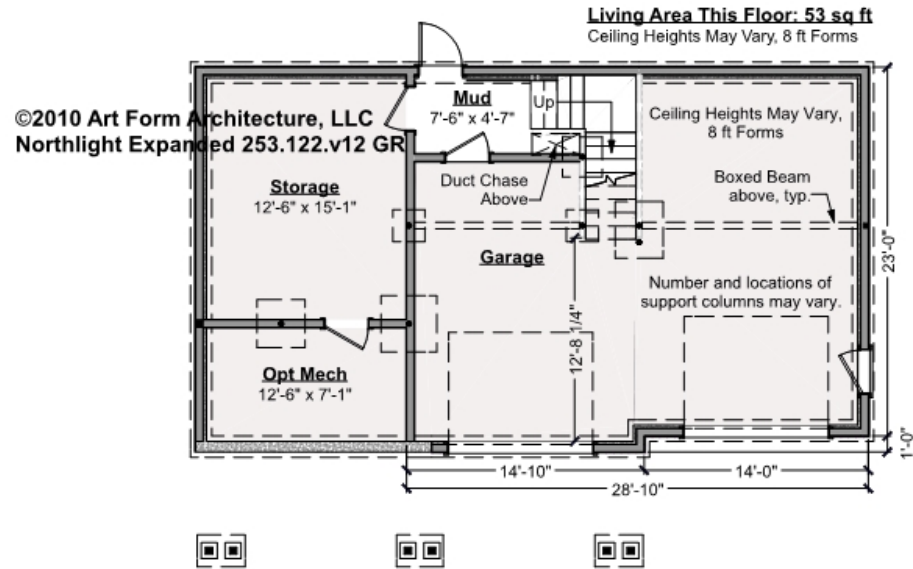 Living Area This Floor: 53 sq ft
Ceiling Heights May Vary, 8 ft Forms
©2010 Art Form Architecture, LLC
Northlight Expanded 253.122.v12 GR
Mud
7'-6" x 4'-7"
Up
Ceiling Heights May Vary,
8 ft Forms
Storage
12'-6" x 15'-1"
Duct Chase
Above
Boxed Beam
above, typ.
Garage
23'-0"
Number and locations of
support columns may vary.
12'-8 1/4"
Opt Mech
12'-6" x 7'-1"
1'-0"
14'-10"
14'-0"
28'-10"